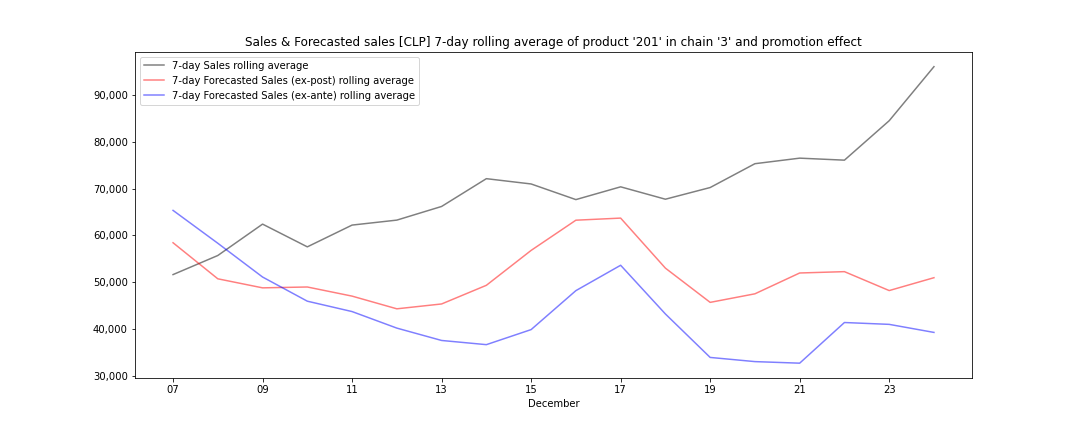 Sales & Forecasted sales [CLP] 7-day rolling average of product '201' in chain '3' and promotion effect
7-day Sales rolling average
7-day Forecasted Sales (ex-post) rolling average
7-day Forecasted Sales (ex-ante) rolling average
90,000
80,000
70,000
60,000
50,000
40,000
30,000
07 09 11 13 15 17 19 21 23
December